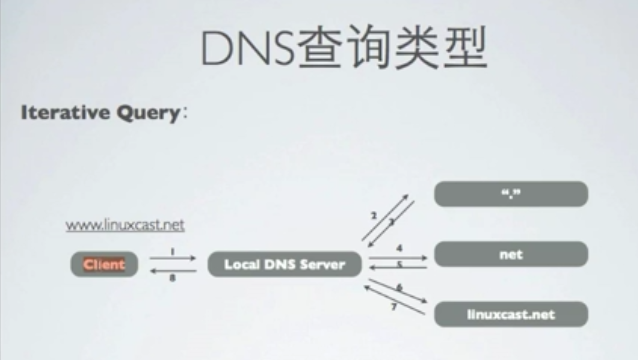 DNS查询类型
Iterative Query:
www.linuxcast.net
Client
1
8
Local DNS Server
2
3
4
5
6
7
“.”
net
linuxcast.net